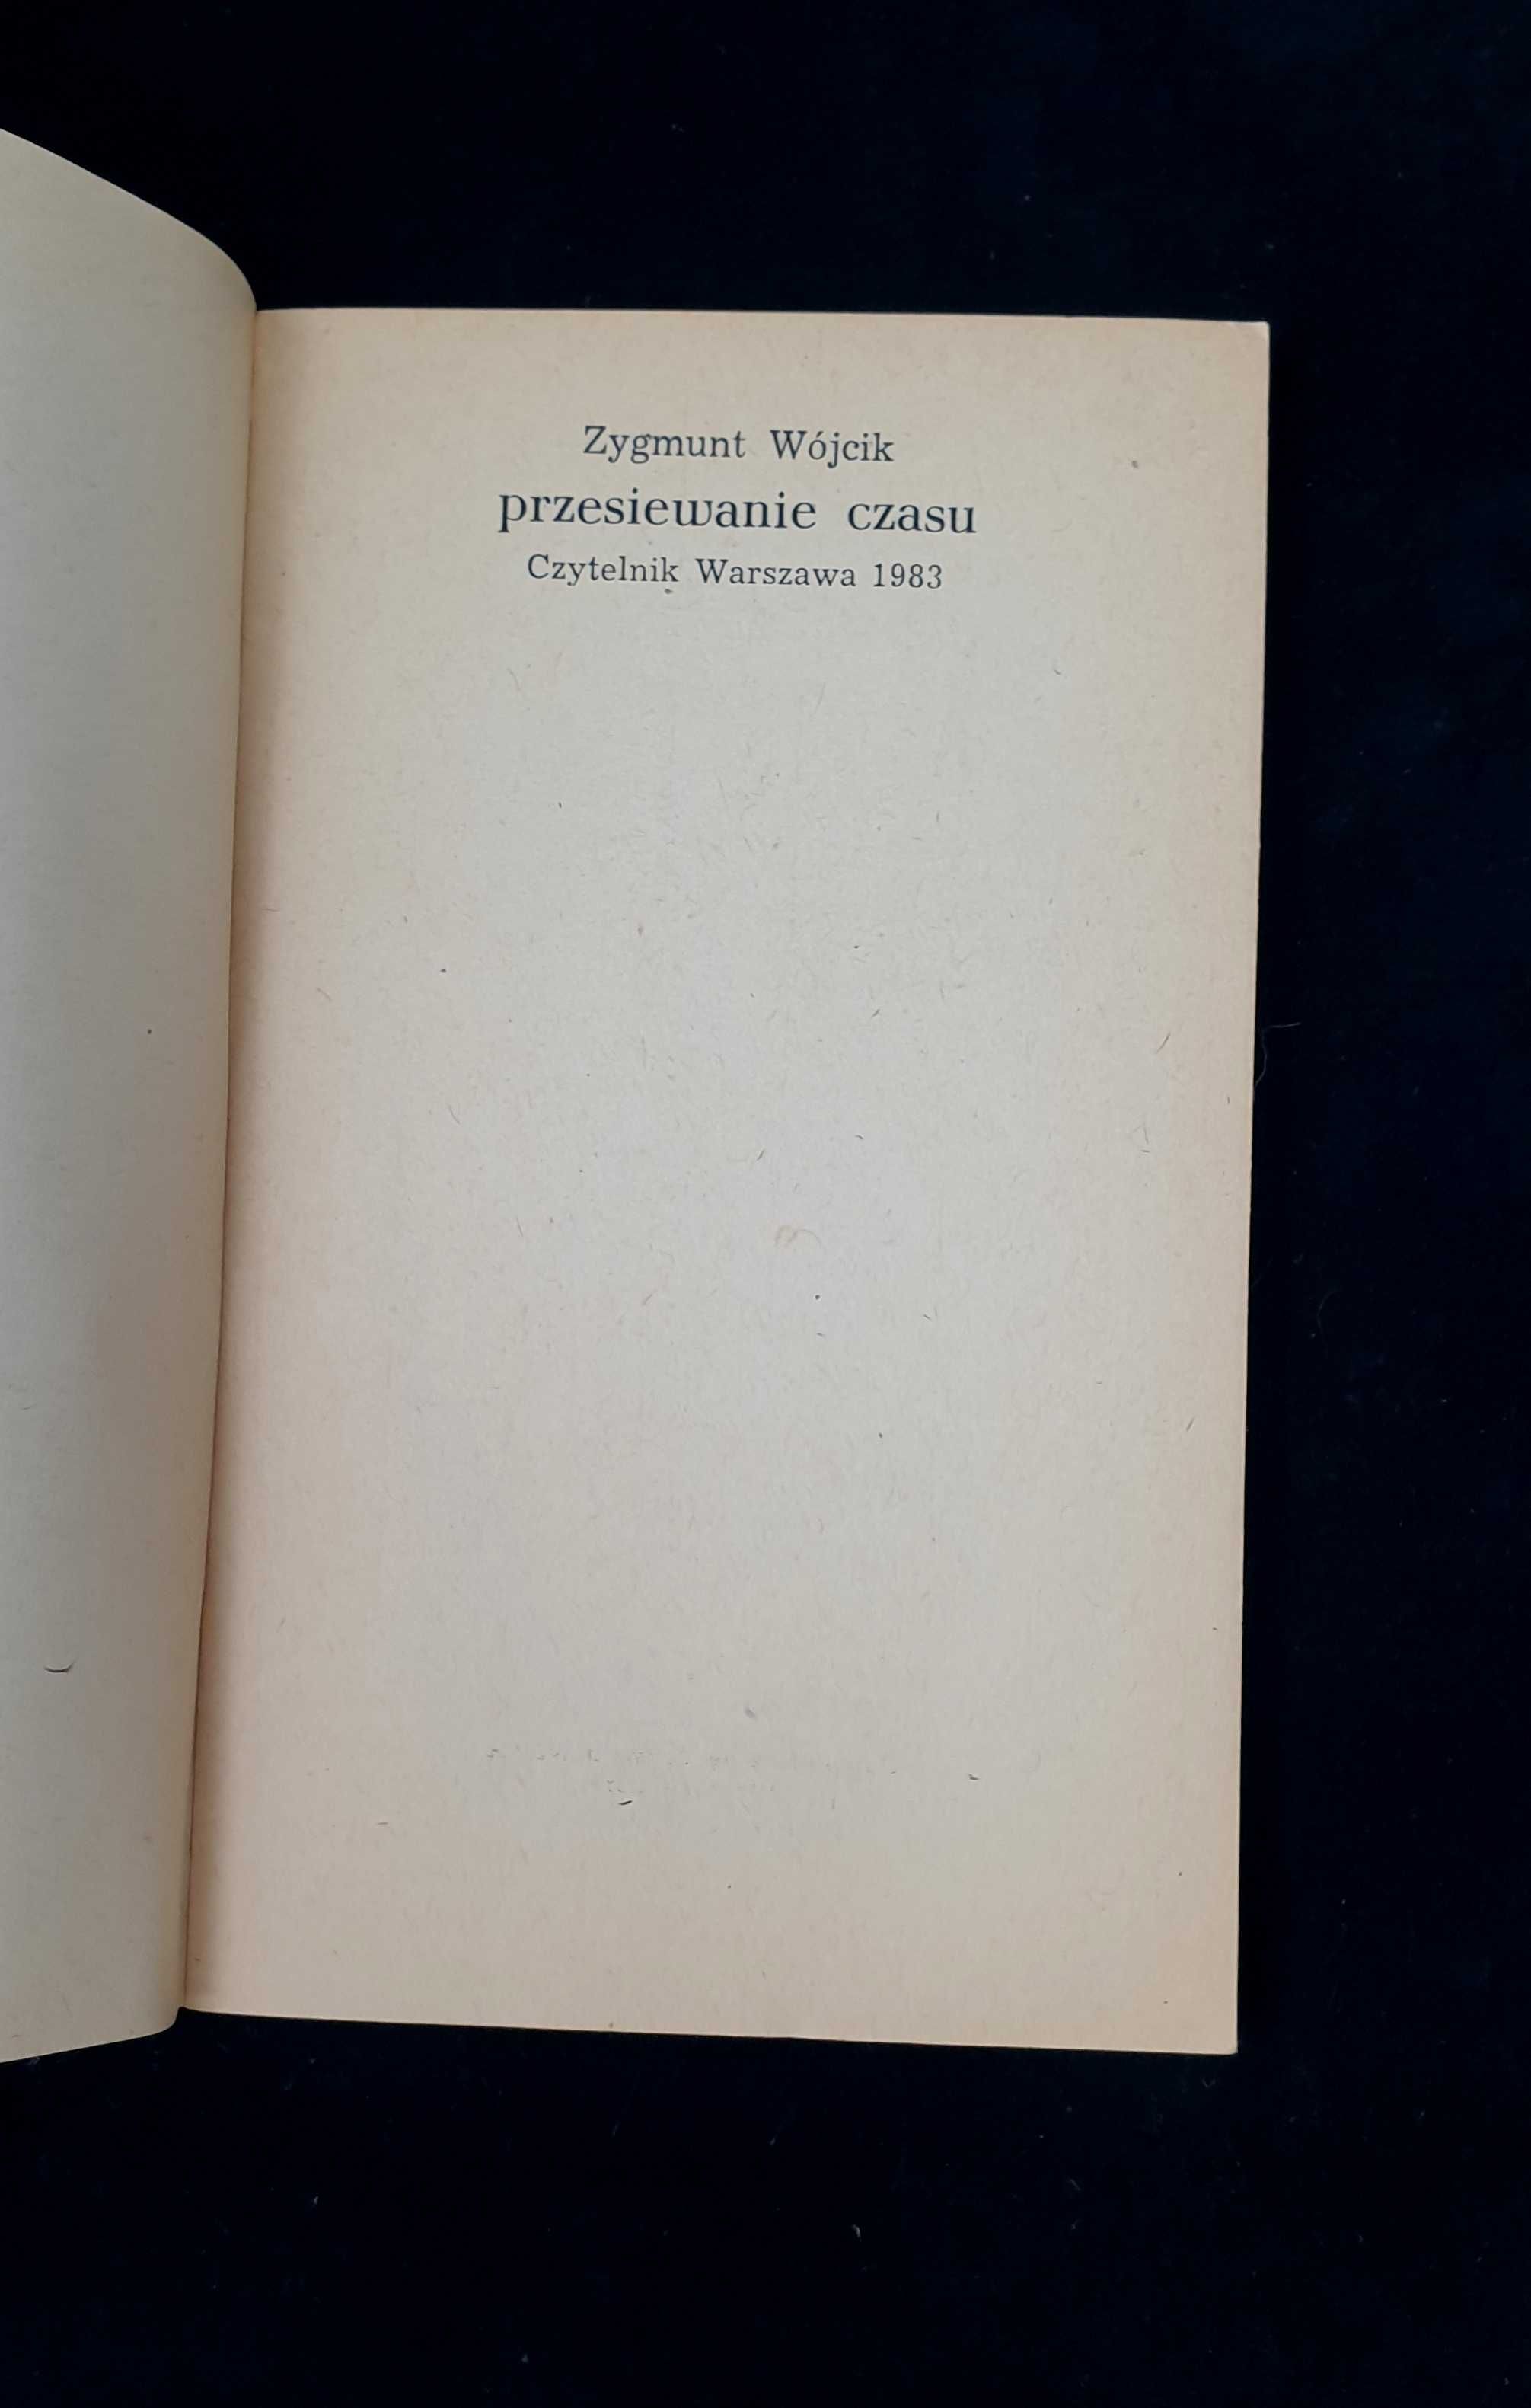 Zygmunt Wójcik
przesiewanie czasu
Czytelnik Warszawa 1983